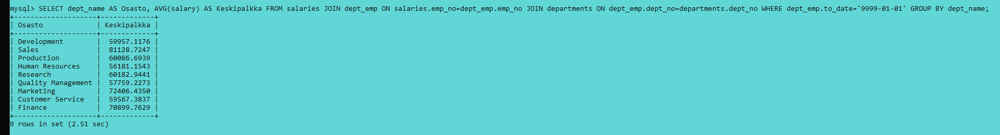 mysql> SELECT dept_name AS Osasto, AVG(salary) AS Keskipalkka FROM salaries JOIN dept_emp ON salaries.emp_no=dept_emp.emp_no JOIN departments ON dept_emp.dept_no=departments.dept_no WHERE dept_emp.to_date='9999-01-01' GROUP BY dept_name;
+--------------------+-------------+
| Osasto             | Keskipalkka |
+--------------------+-------------+
| Development        |  59957.1176 |
| Sales              |  81128.7247 |
| Production         |  60086.6939 |
| Human Resources    |  56181.1543 |
| Research           |  60182.9441 |
| Quality Management |  57759.2273 |
| Marketing          |  72406.4350 |
| Customer Service   |  59567.3837 |
| Finance            |  70899.7629 |
+--------------------+-------------+
9 rows in set (2.51 sec)